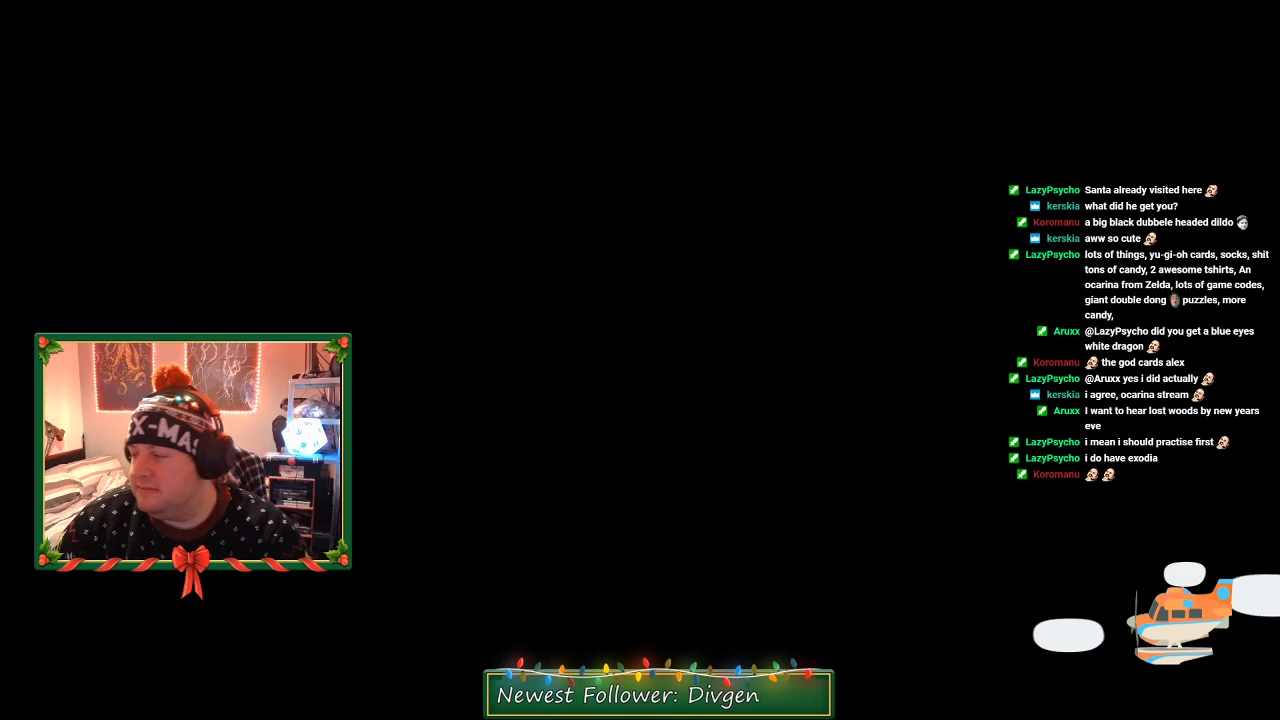 LazyPsycho Santa already visited here
kerskia what did he get you?
Koromanu a big black dubbele headed dildo
kerskia aww so cute
LazyPsycho lots of things, yu-gi-oh cards, socks, shit
tons of candy, 2 awesome tshirts, An
ocarina from Zelda, lots of game codes,
giant double dong puzzles, more
candy,
Aruxx @LazyPsycho did you get a blue eyes
white dragon
Koromanu the god cards alex
LazyPsycho @Aruxx yes i did actually
kerskia i agree, ocarina stream
Aruxx I want to hear lost woods by new years
eve
LazyPsycho i mean i should practise first
LazyPsycho i do have exodia
Koromanu
X-MAS
Newest Follower: Divgen